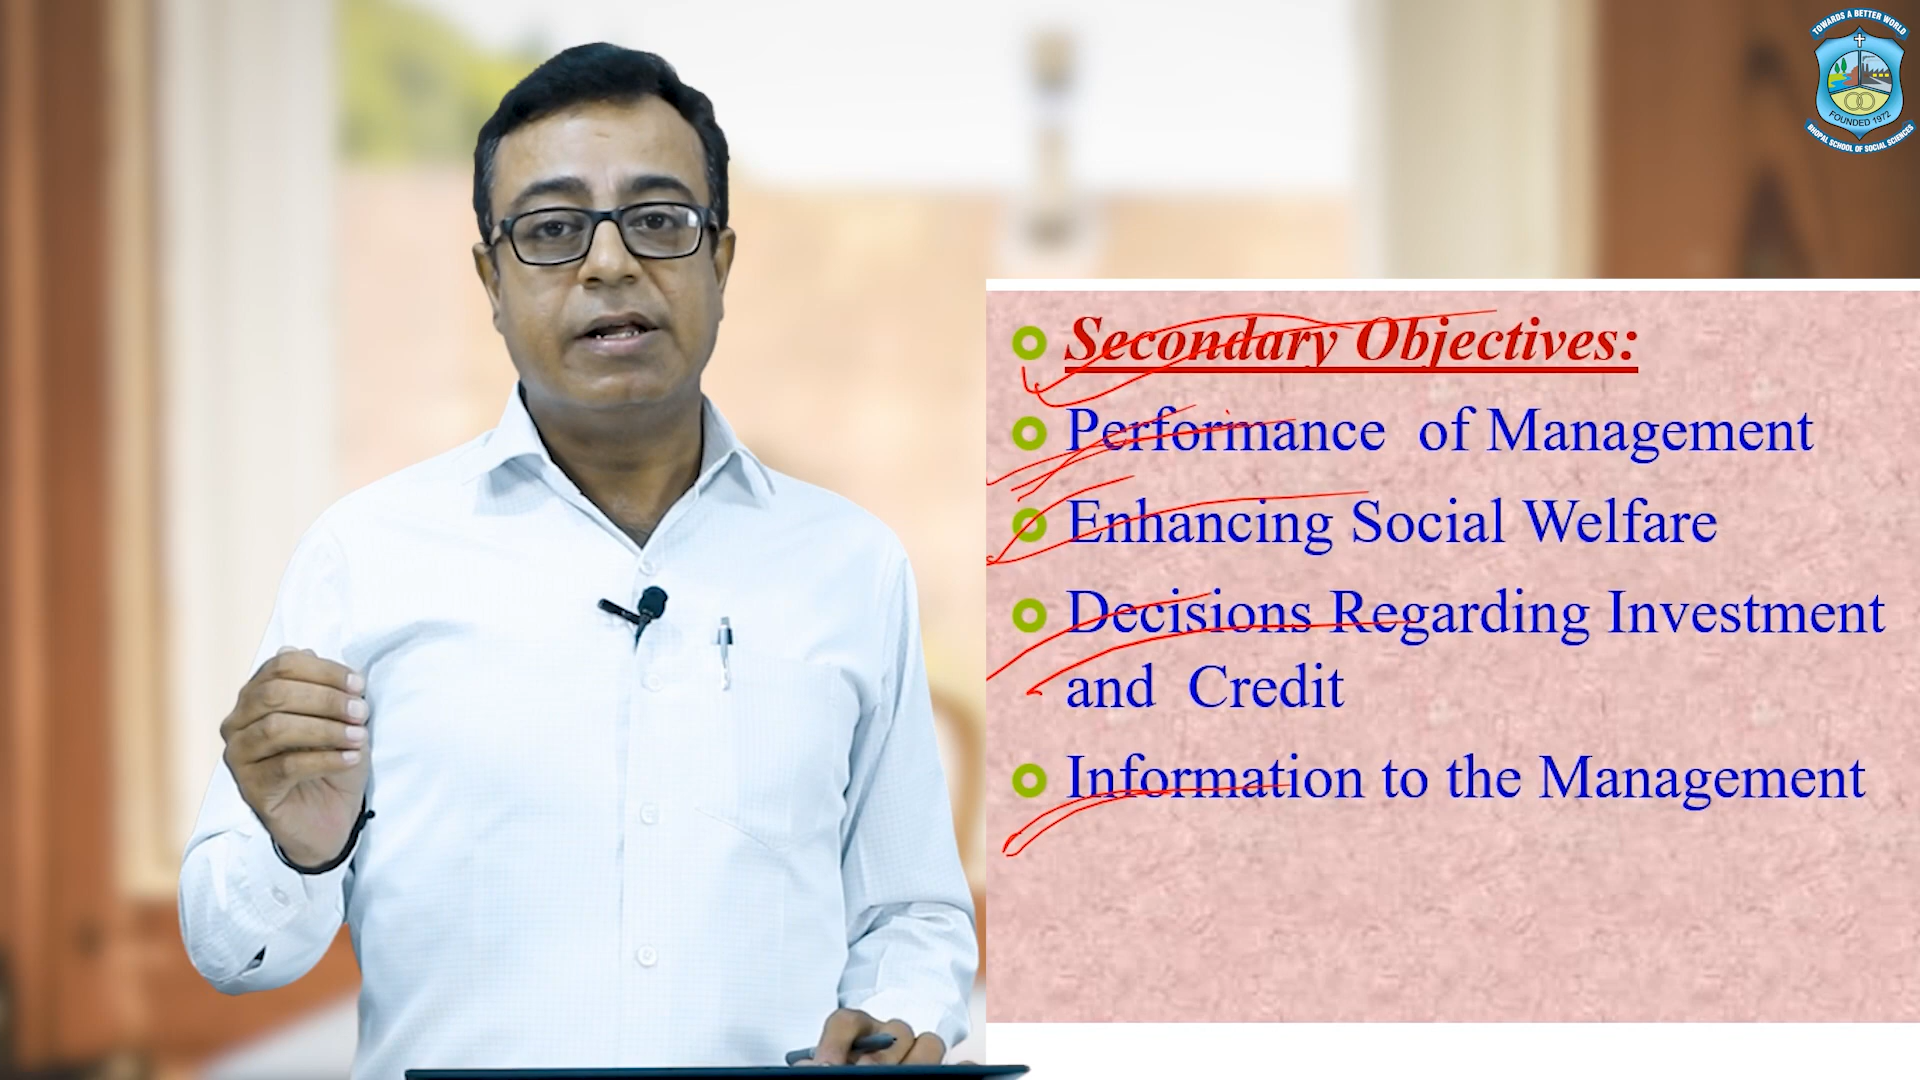 TOWARDS A BETTER WORLD
FOUNDED 1972
BHOPAL SCHOOL OF SOCIAL SCIENCES
Secondary Objectives:
Performance of Management
Enhancing Social Welfare
Decisions Regarding Investment
and Credit
Information to the Management